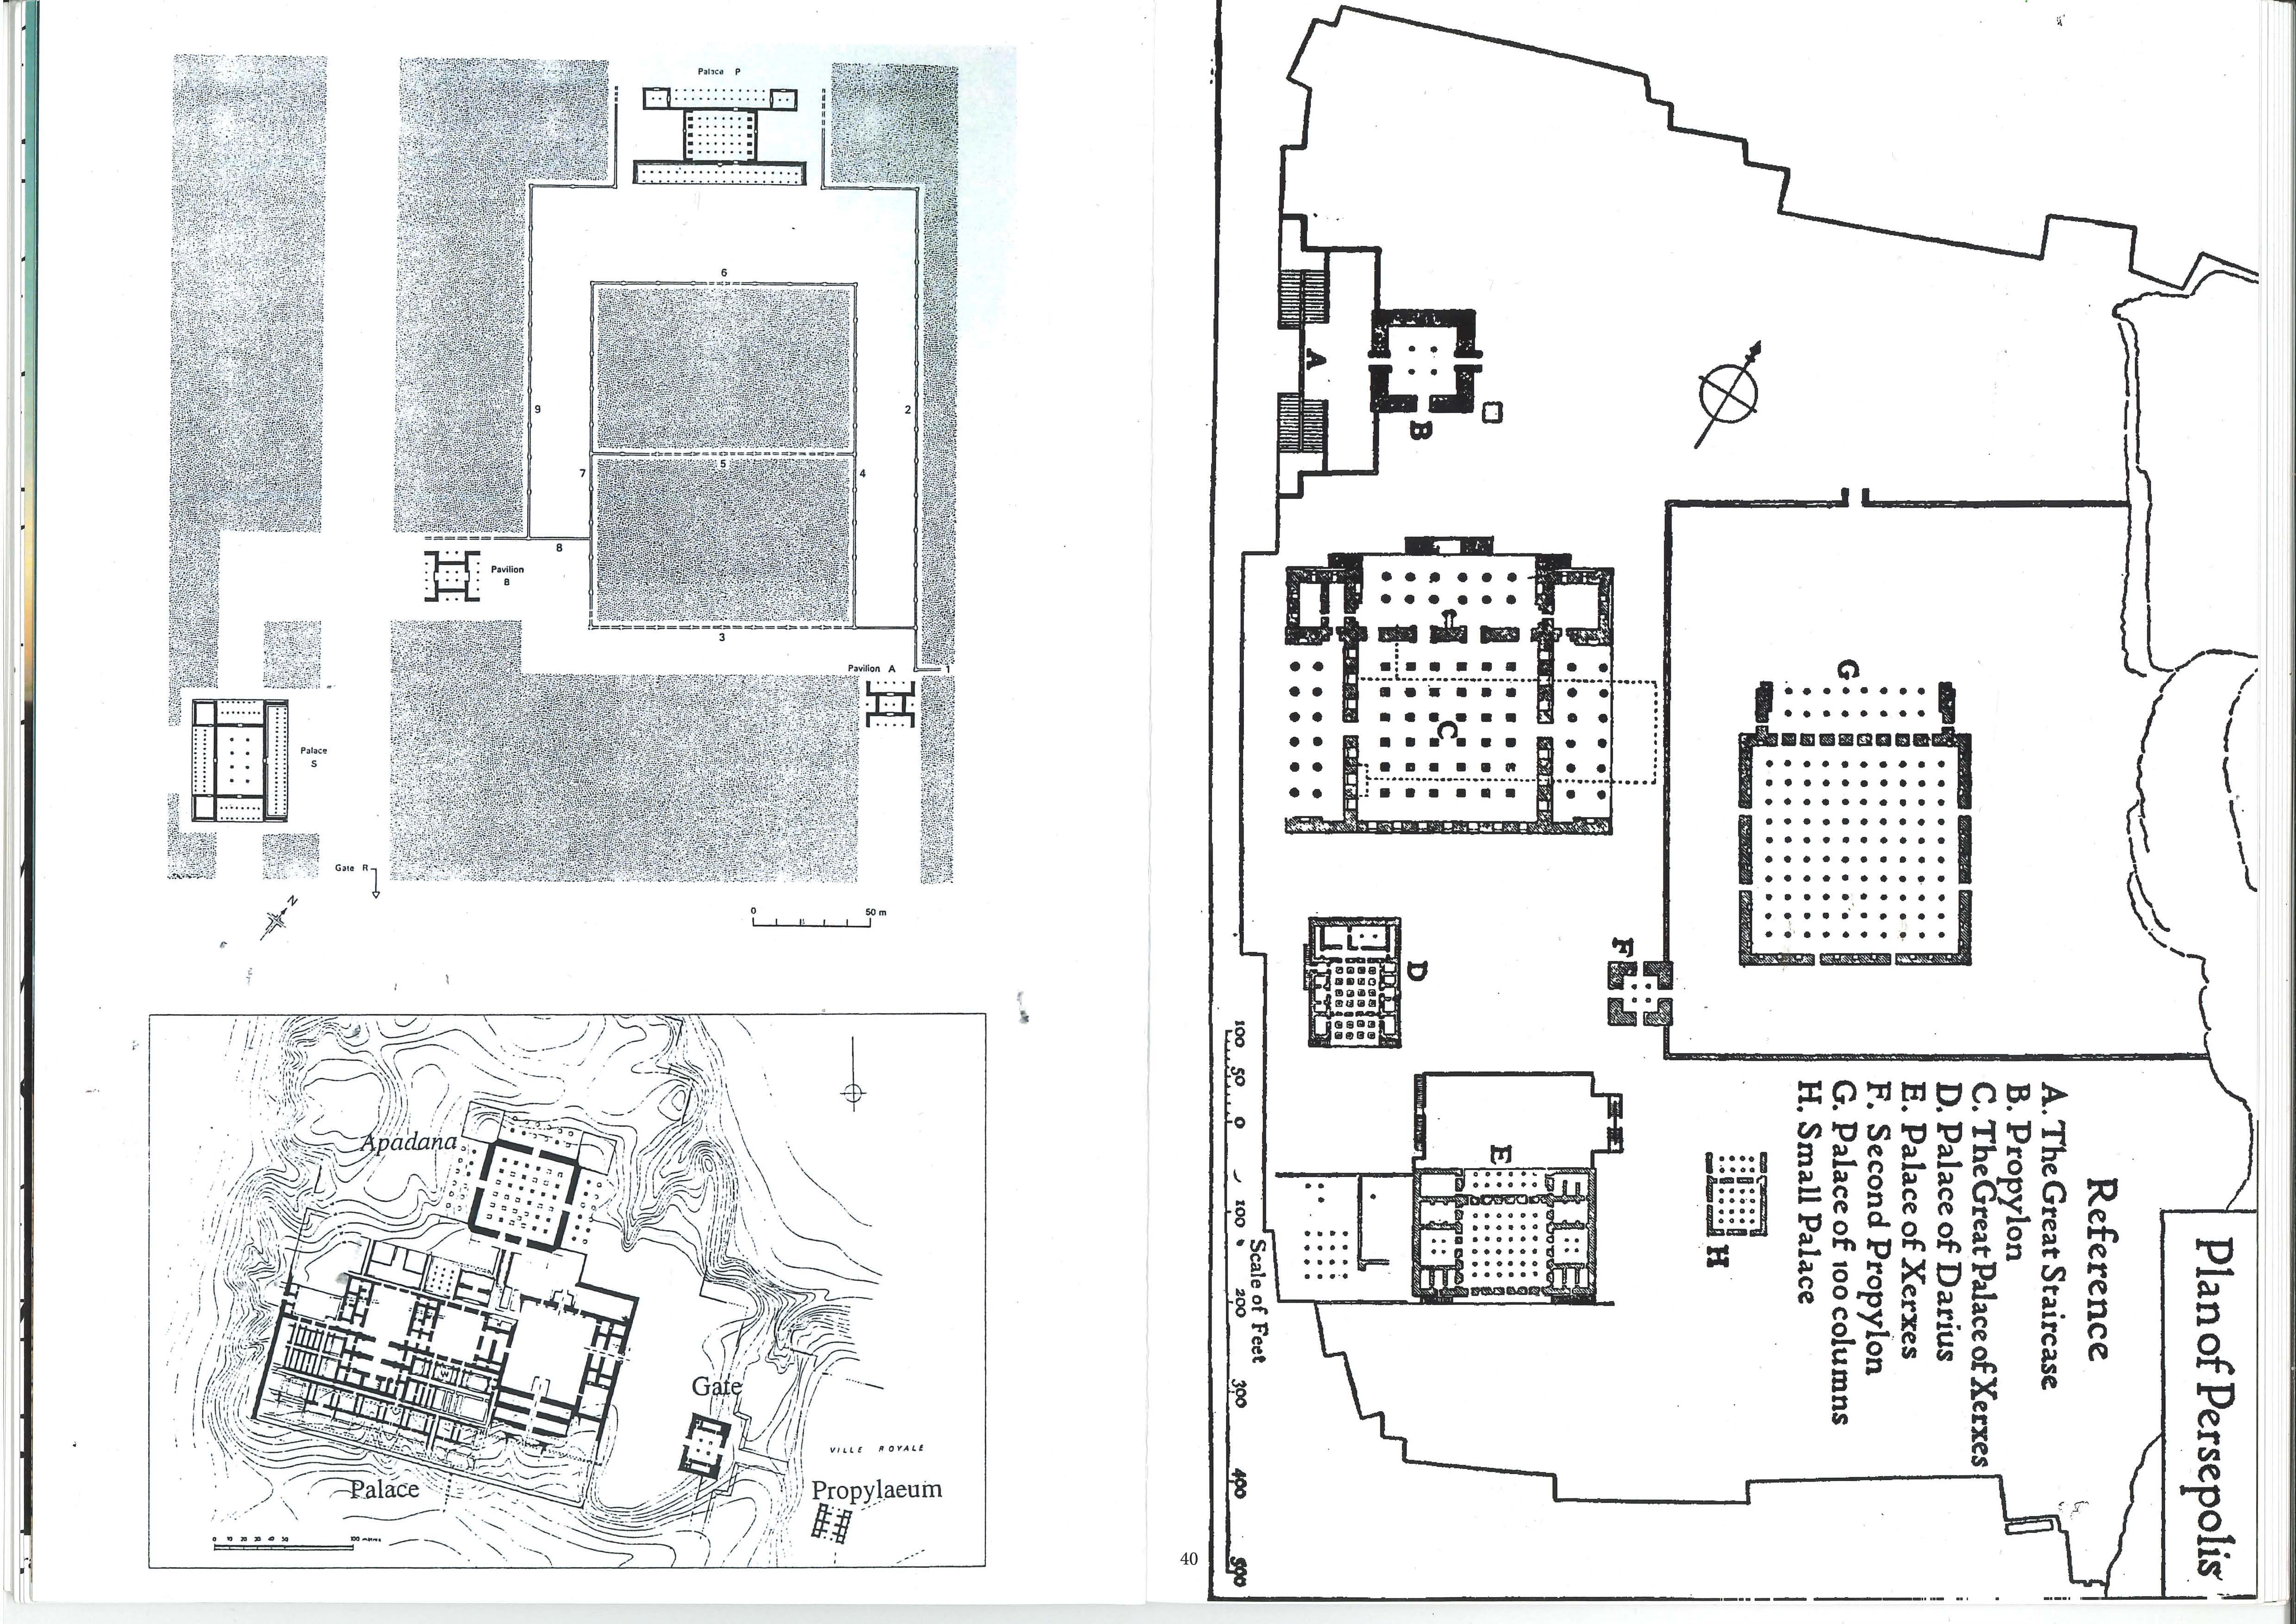 Palace P
6
9
2
5
7
4
8
Pavilion
B
3
Pavilion A
1
Palace
S
Gate R
N
0 50 m
Apadana
Gate
VILLE ROYALE
Palace
Propylaeum
0 10 20 30 40 50 100 metres
40
Plan of Persepolis
Reference
A. The Great Staircase
B. Propylon
C. The Great Palace of Xerxes
D. Palace of Darius
E. Palace of Xerxes
F. Second Propylon
G. Palace of 100 columns
H. Small Palace
A
B
C
D
E
F
G
H
100 50 0 100 200 300 400 500
Scale of Feet